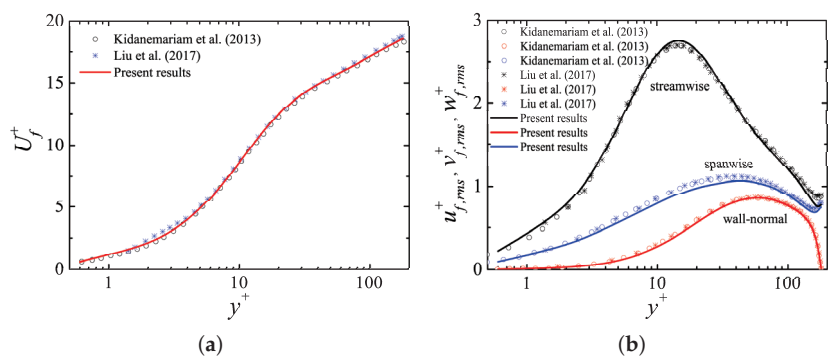 20
15
10
5
0
U_f^+
○ Kidanemariam et al. (2013)
* Liu et al. (2017)
Present results
1
10
100
y^+
(a)
3
2
1
0
u^+_{f,rms}, v^+_{f,rms}, w^+_{f,rms}
○ Kidanemariam et al. (2013)
○ Kidanemariam et al. (2013)
○ Kidanemariam et al. (2013)
* Liu et al. (2017)
* Liu et al. (2017)
* Liu et al. (2017)
Present results
Present results
Present results
streamwise
spanwise
wall-normal
1
10
100
y^+
(b)